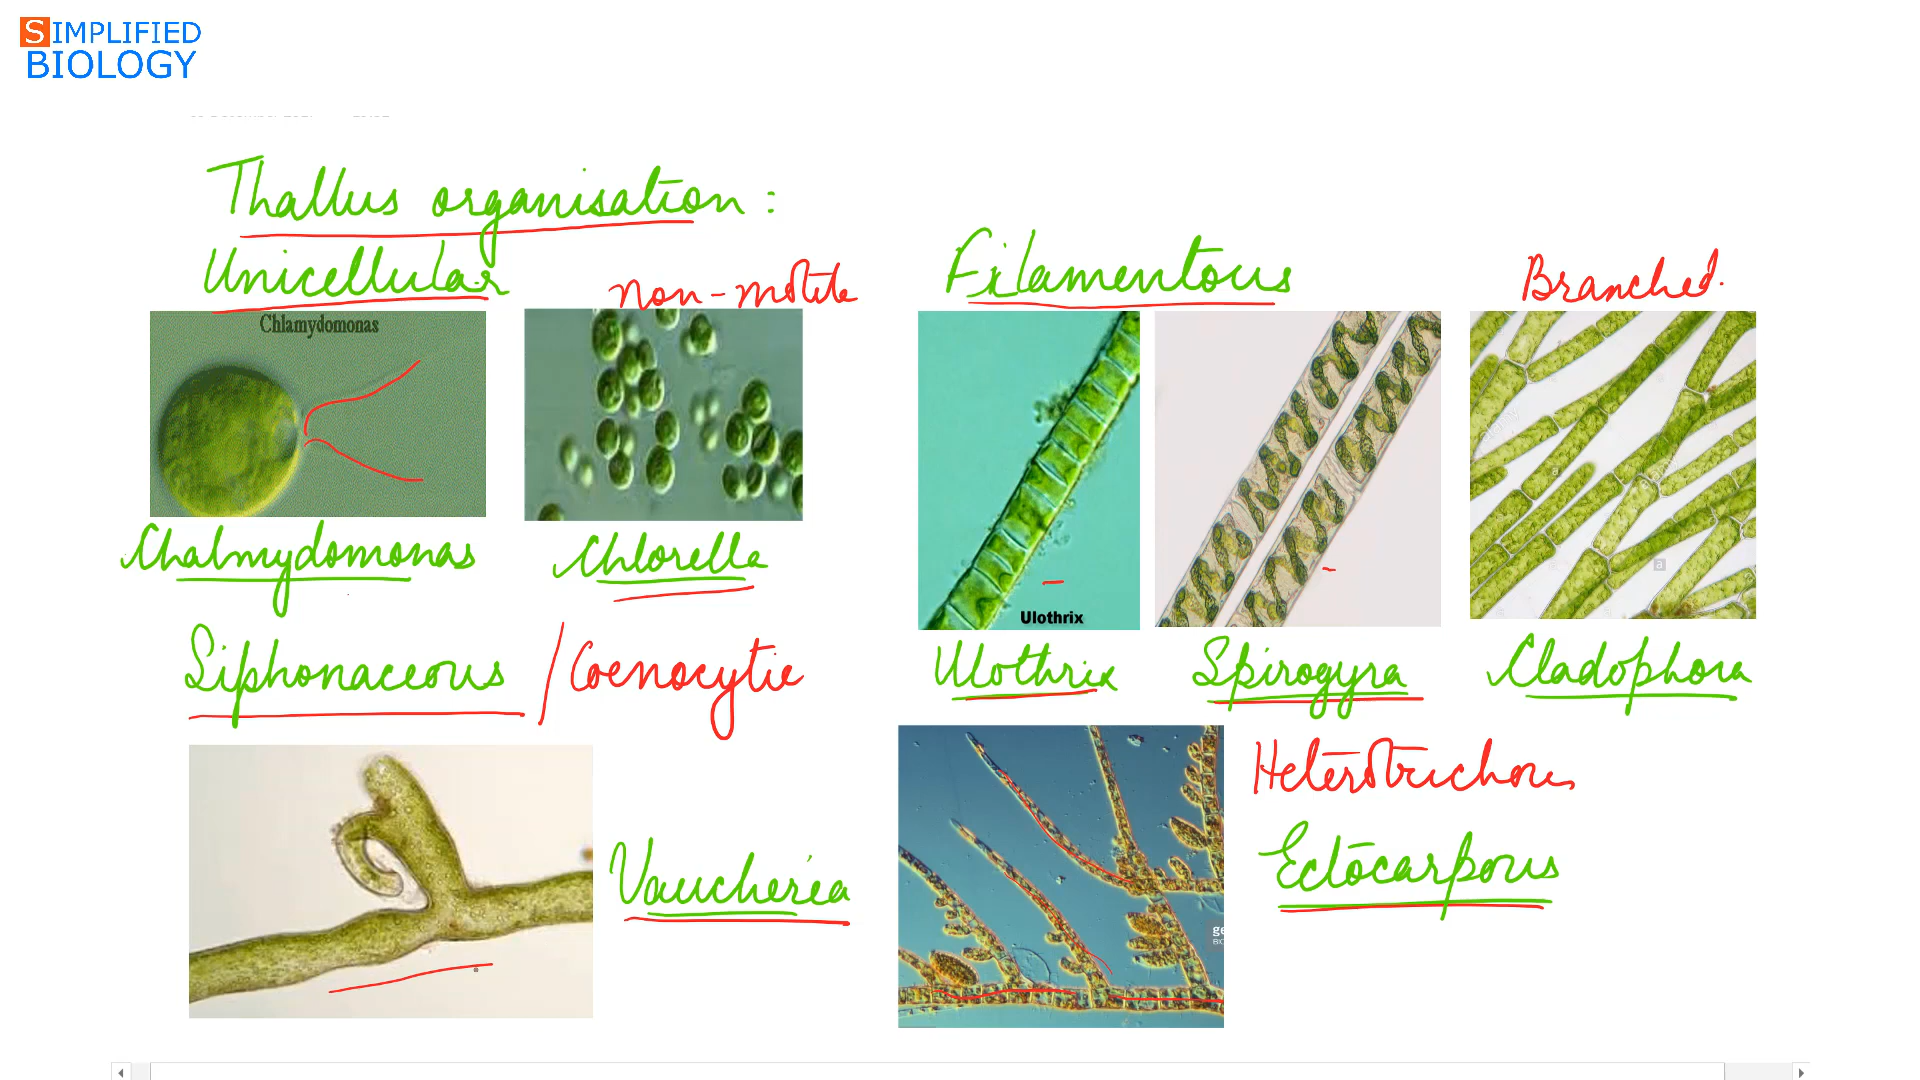 SIMPLIFIED
BIOLOGY
Thallus organisation :
Unicellular
non-motile
Chlamydomonas
Chalmydomonas
Chlorella
Siphonaceous / Coenocytic
Vaucheria
Filamentous
Branched.
Ulothrix
Ulothrix
Spirogyra
Cladophora
a
a
Heterotrichous
Ectocarpous
ge